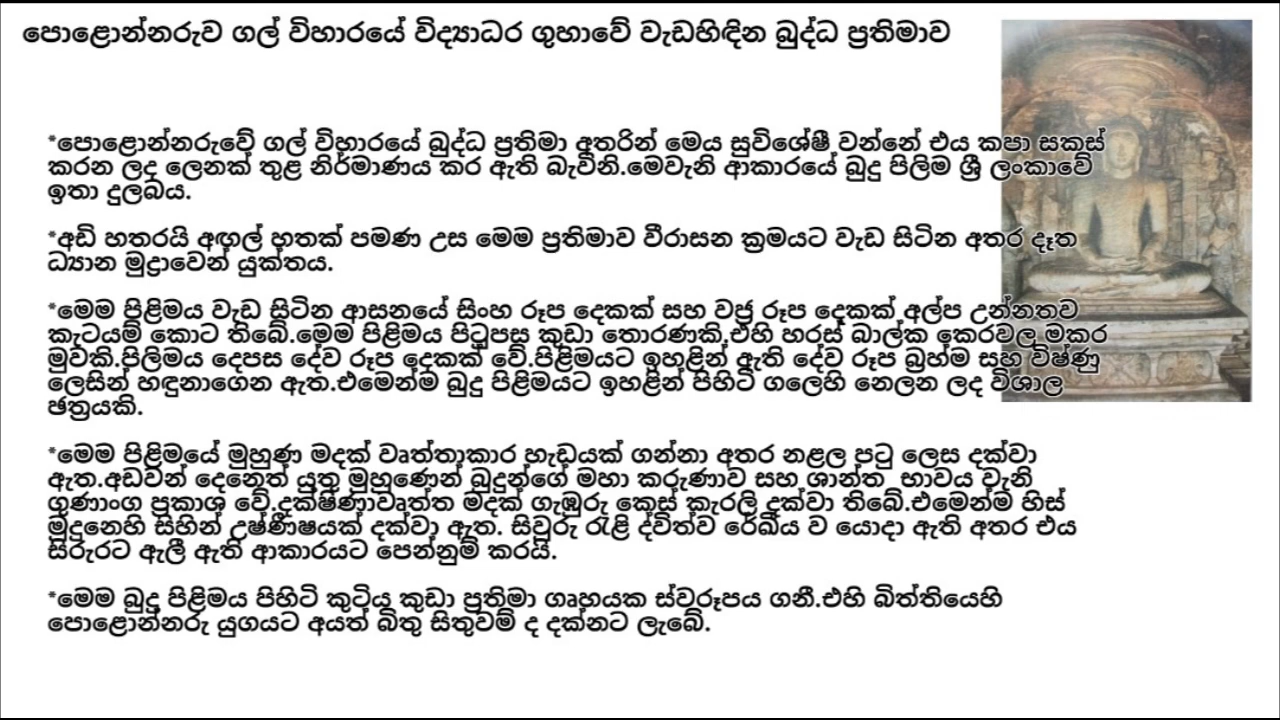 පොළොන්නරුව ගල් විහාරයේ විද්‍යාධර ගුහාවේ වැඩහිඳින බුද්ධ ප්‍රතිමාව
*පොළොන්නරුවේ ගල් විහාරයේ බුද්ධ ප්‍රතිමා අතරින් මෙය සුවිශේෂී වන්නේ එය කපා සකස්
කරන ලද ලෙනක් තුළ නිර්මාණය කර ඇති බැවිනි.මෙවැනි ආකාරයේ බුදු පිලිම ශ්‍රී ලංකාවේ
ඉතා දුලබය.
*අඩි හතරයි අඟල් හතක් පමණ උස මෙම ප්‍රතිමාව වීරාසන ක්‍රමයට වැඩ සිටින අතර දෑත
ධ්‍යාන මුද්‍රාවෙන් යුක්තය.
*මෙම පිළිමය වැඩ සිටින ආසනයේ සිංහ රූප දෙකක් සහ වජ්‍ර රූප දෙකක් අල්ප උන්නතව
කැටයම් කොට තිබේ.මෙම පිළිමය පිටුපස කුඩා තොරණකි.එහි හරස් බාල්ක කෙරවල මකර
මුවකි.පිලිමය දෙපස දේව රූප දෙකක් වේ.පිළිමයට ඉහළින් ඇති දේව රූප බ්‍රහ්ම සහ විෂ්ණු
ලෙසින් හඳුනාගෙන ඇත.එමෙන්ම බුදු පිළිමයට ඉහළින් පිහිටි ගලෙහි නෙලන ලද විශාල
ඡත්‍රයකි.
*මෙම පිළිමයේ මුහුණ මදක් වෘත්තාකාර හැඩයක් ගන්නා අතර නළල පටු ලෙස දක්වා
ඇත.අඩවන් දෙනෙත් යුතු මුහුණෙන් බුදුන්ගේ මහා කරුණාව සහ ශාන්ත භාවය වැනි
ගුණාංග ප්‍රකාශ වේ.දක්ෂිණාවෘත්ත මදක් ගැඹුරු කෙස් කැරලි දක්වා තිබේ.එමෙන්ම හිස්
මුදුනෙහි සිහින් උෂ්ණීෂයක් දක්වා ඇත. සිවුරු රැළි ද්විත්ව රේඛීය ව යොදා ඇති අතර එය
සිරුරට ඇලී ඇති ආකාරයට පෙන්නුම් කරයි.
*මෙම බුදු පිළිමය පිහිටි කුටිය කුඩා ප්‍රතිමා ගෘහයක ස්වරූපය ගනී.එහි බිත්තියෙහි
පොළොන්නරු යුගයට අයත් බිතු සිතුවම් ද දක්නට ලැබේ.